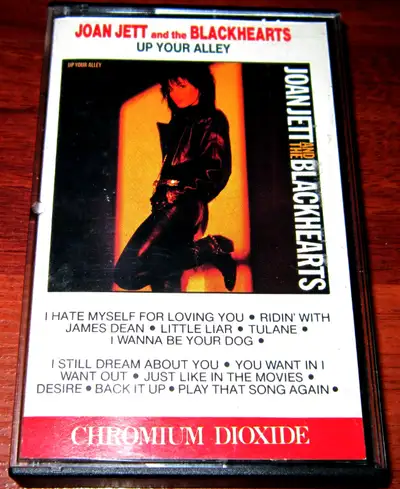 JOAN JETT and the BLACKHEARTS
UP YOUR ALLEY
UP YOUR ALLEY
JOAN JETT
AND THE
BLACKHEARTS
I HATE MYSELF FOR LOVING YOU • RIDIN' WITH
JAMES DEAN • LITTLE LIAR • TULANE •
I WANNA BE YOUR DOG •
I STILL DREAM ABOUT YOU • YOU WANT IN I
WANT OUT • JUST LIKE IN THE MOVIES •
DESIRE • BACK IT UP • PLAY THAT SONG AGAIN •
CHROMIUM DIOXIDE